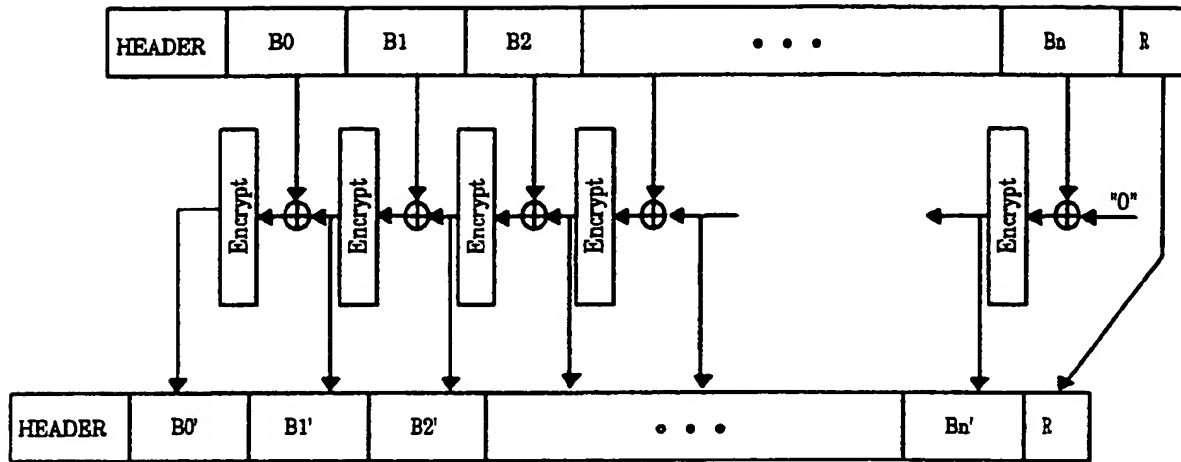 HEADER B0 B1 B2 • • • Bn R
Encrypt Encrypt Encrypt Encrypt Encrypt "0"
HEADER B0' B1' B2' • • • Bn' R